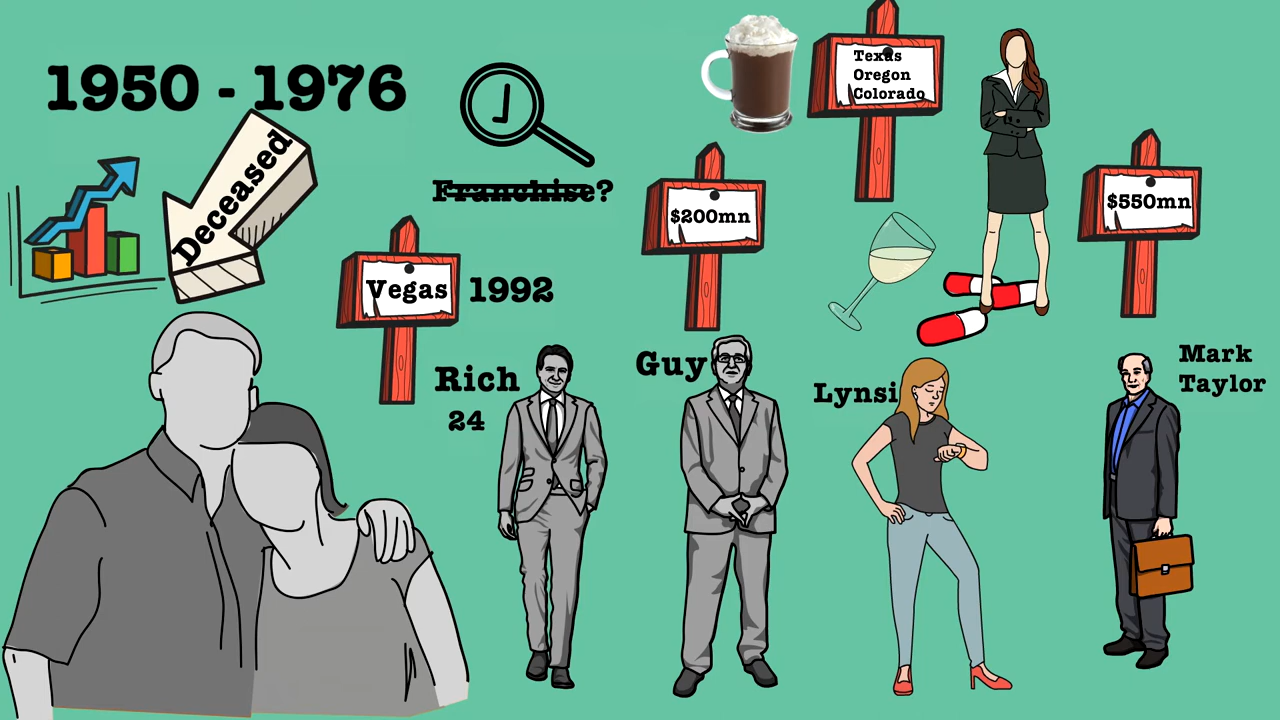 1950 - 1976
Deceased
Franchise?
Vegas
1992
Rich
24
Guy
$200mn
Texas
Oregon
Colorado
Lynsi
$550mn
Mark
Taylor